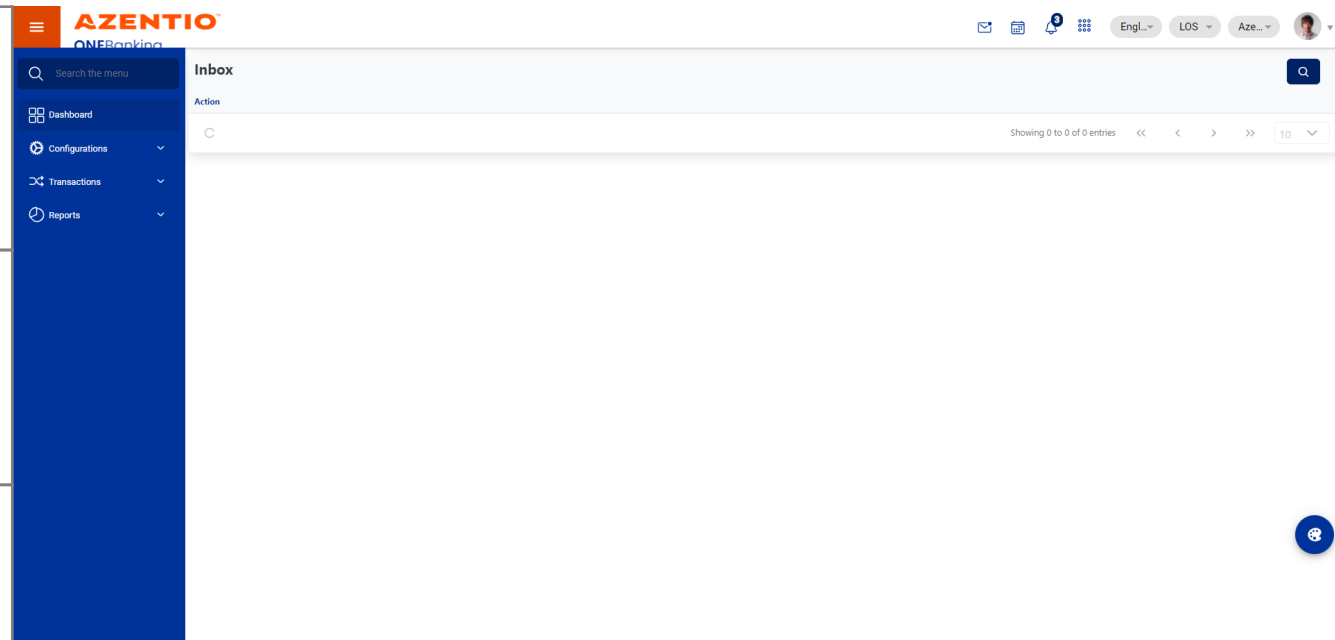 AZENTIO™
ONEBanking
3
Engl...
LOS
Aze...
Search the menu
Dashboard
Configurations
Transactions
Reports
Inbox
Action
Showing 0 to 0 of 0 entries
10